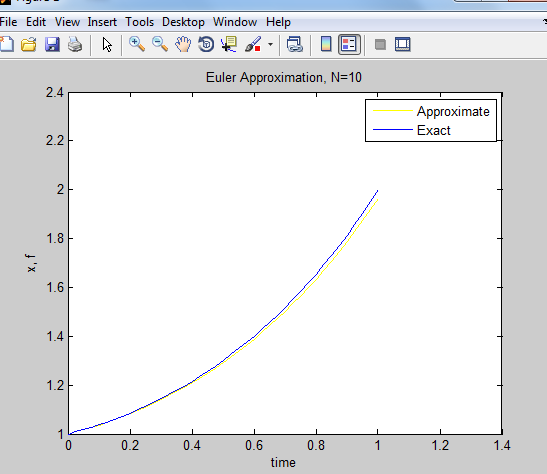 File Edit View Insert Tools Desktop Window Help
Euler Approximation, N=10
2.4
2.2
2
1.8
1.6
1.4
1.2
1
x, f
Approximate
Exact
0 0.2 0.4 0.6 0.8 1 1.2 1.4
time